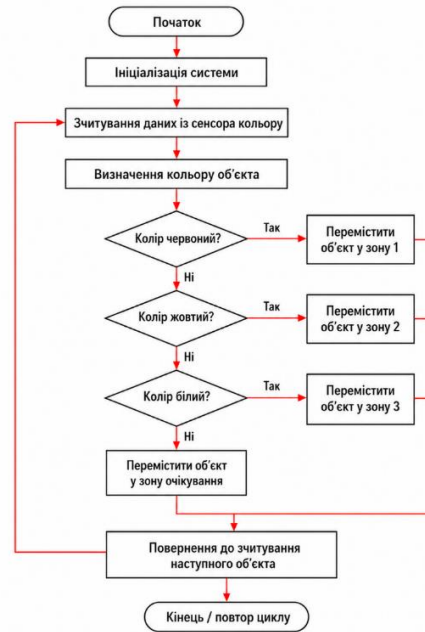 Початок
Ініціалізація системи
Зчитування даних із сенсора кольору
Визначення кольору об’єкта
Колір червоний?
Так
Перемістити
об’єкт у зону 1
Ні
Колір жовтий?
Так
Перемістити
об’єкт у зону 2
Ні
Колір білий?
Так
Перемістити
об’єкт у зону 3
Ні
Перемістити об’єкт
у зону очікування
Повернення до зчитування
наступного об’єкта
Кінець / повтор циклу